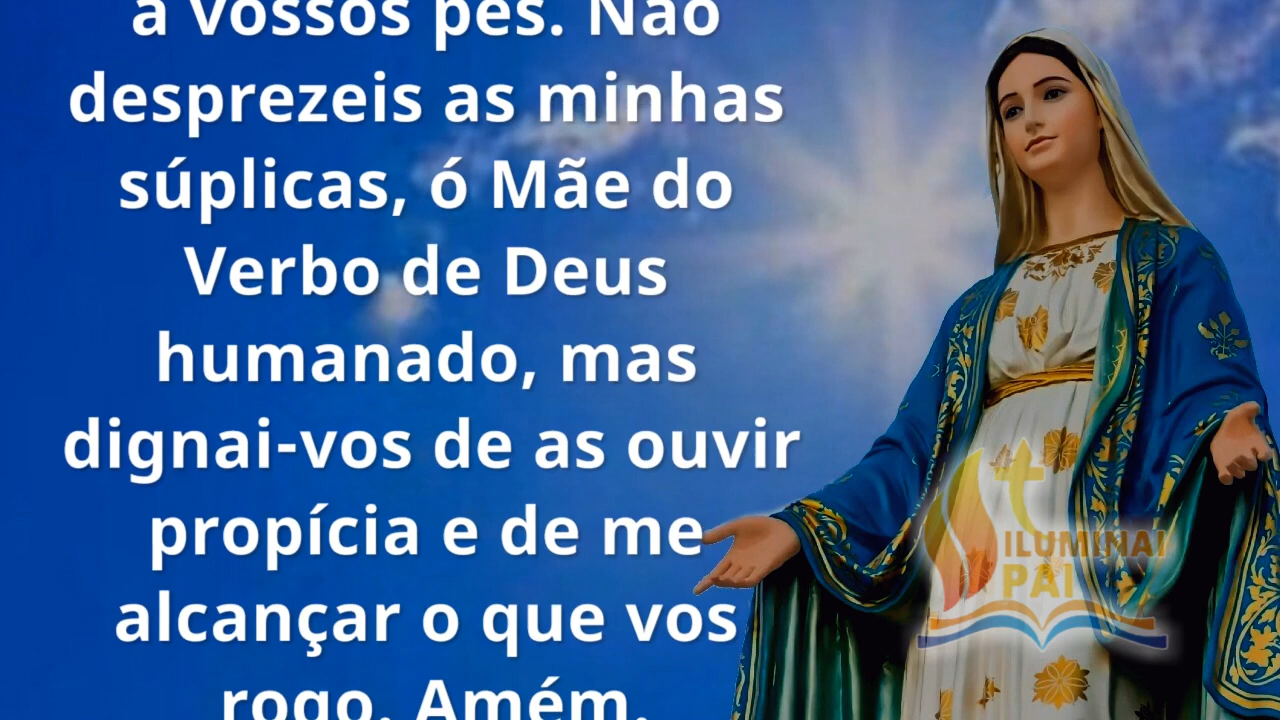 a vossos pés. Não
desprezeis as minhas
súplicas, ó Mãe do
Verbo de Deus
humanado, mas
dignai-vos de as ouvir
propícia e de me
alcançar o que vos
rogo. Amém.
ILUMINAI
PAI